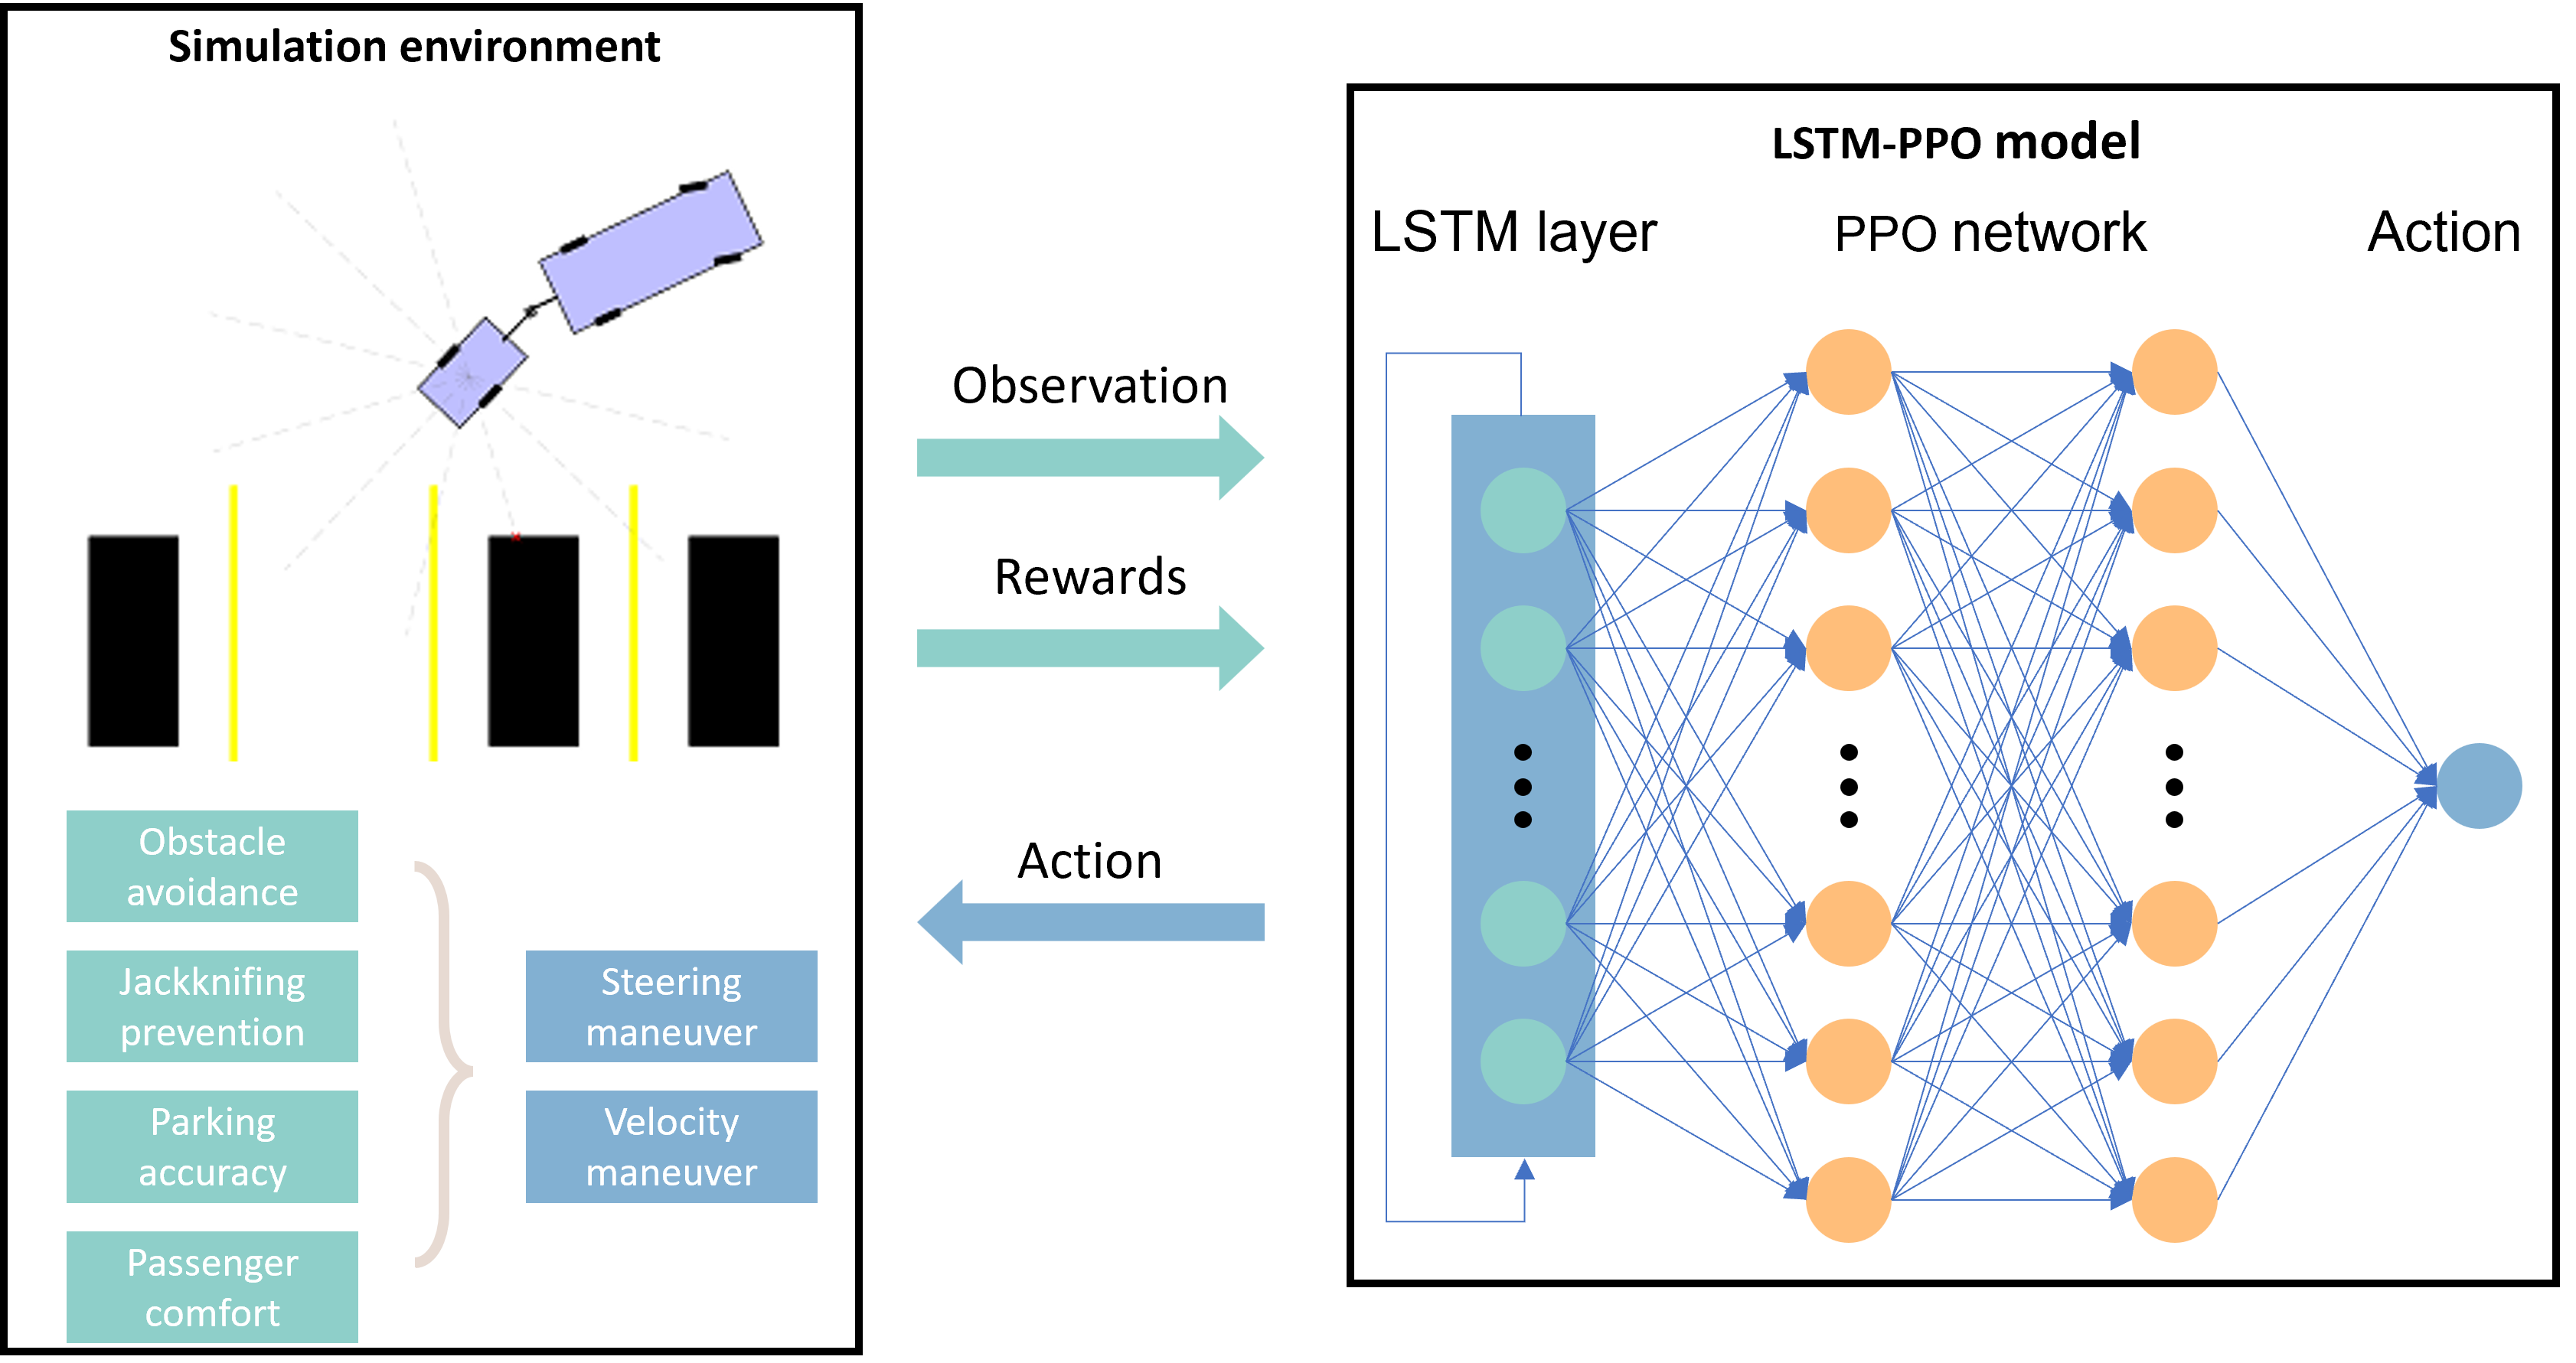 Simulation environment
Obstacle
avoidance
Jackknifing
prevention
Parking
accuracy
Passenger
comfort
Steering
maneuver
Velocity
maneuver
Observation
Rewards
Action
LSTM-PPO model
LSTM layer
PPO network
Action